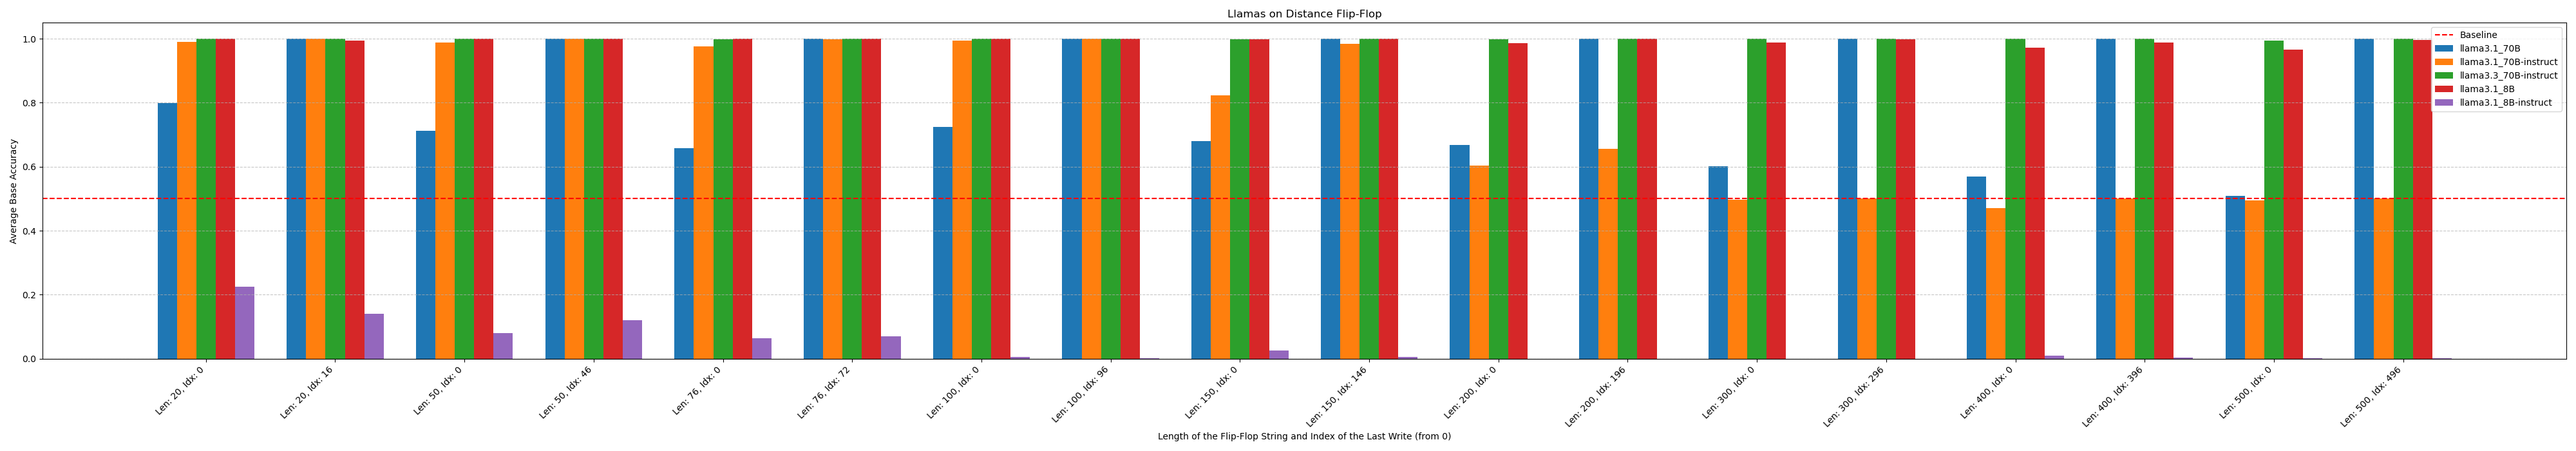 Llamas on Distance Flip-Flop
Average Base Accuracy
1.0
0.8
0.6
0.4
0.2
0.0
Baseline
llama3.1_70B
llama3.1_70B-instruct
llama3.3_70B-instruct
llama3.1_8B
llama3.1_8B-instruct
Len: 20, Idx: 0
Len: 20, Idx: 16
Len: 50, Idx: 0
Len: 50, Idx: 46
Len: 76, Idx: 0
Len: 76, Idx: 72
Len: 100, Idx: 0
Len: 100, Idx: 96
Len: 150, Idx: 0
Len: 150, Idx: 146
Len: 200, Idx: 0
Len: 200, Idx: 196
Len: 300, Idx: 0
Len: 300, Idx: 296
Len: 400, Idx: 0
Len: 400, Idx: 396
Len: 500, Idx: 0
Len: 500, Idx: 496
Length of the Flip-Flop String and Index of the Last Write (from 0)